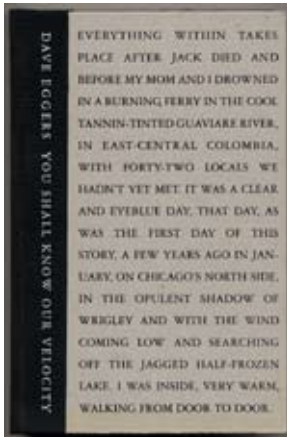 DAVE EGGERS YOU SHALL KNOW OUR VELOCITY
EVERYTHING WITHIN TAKES
PLACE AFTER JACK DIED AND
BEFORE MY MOM AND I DROWNED
IN A BURNING FERRY IN THE COOL
TANNIN-TINTED GUAVIARE RIVER,
IN EAST-CENTRAL COLOMBIA,
WITH FORTY-TWO LOCALS WE
HADN'T YET MET. IT WAS A CLEAR
AND EYEBLUE DAY, THAT DAY, AS
WAS THE FIRST DAY OF THIS
STORY, A FEW YEARS AGO IN JAN-
UARY, ON CHICAGO'S NORTH SIDE,
IN THE OPULENT SHADOW OF
WRIGLEY AND WITH THE WIND
COMING LOW AND SEARCHING
OFF THE JAGGED HALF-FROZEN
LAKE. I WAS INSIDE, VERY WARM,
WALKING FROM DOOR TO DOOR.